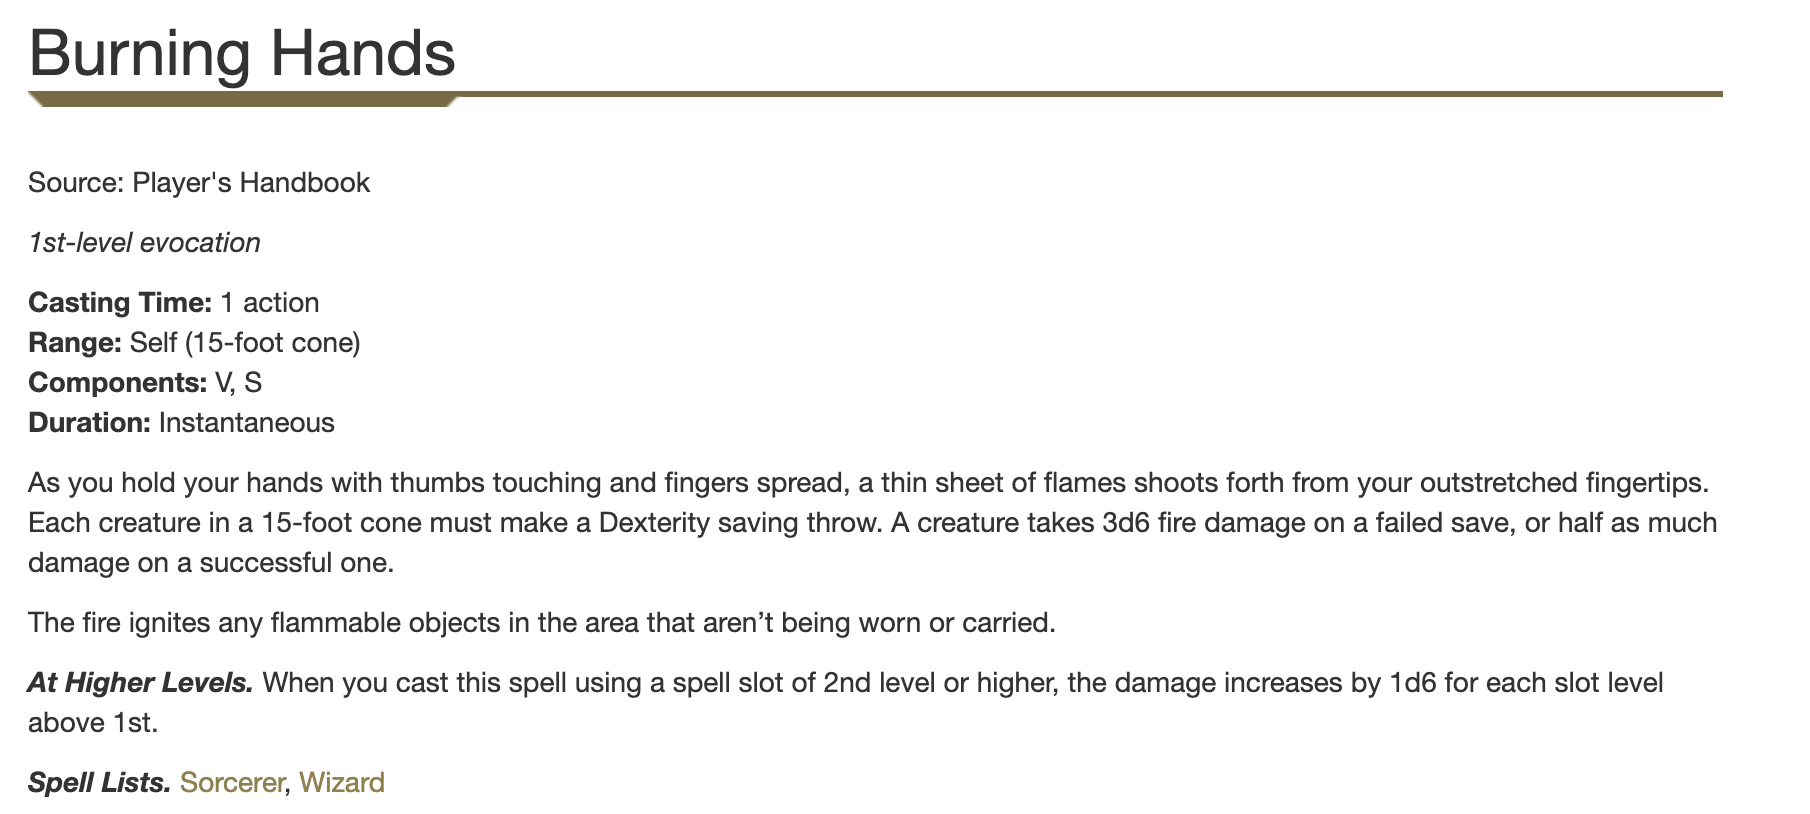 Burning Hands
Source: Player's Handbook
1st-level evocation
Casting Time: 1 action
Range: Self (15-foot cone)
Components: V, S
Duration: Instantaneous
As you hold your hands with thumbs touching and fingers spread, a thin sheet of flames shoots forth from your outstretched fingertips.
Each creature in a 15-foot cone must make a Dexterity saving throw. A creature takes 3d6 fire damage on a failed save, or half as much
damage on a successful one.
The fire ignites any flammable objects in the area that aren’t being worn or carried.
At Higher Levels. When you cast this spell using a spell slot of 2nd level or higher, the damage increases by 1d6 for each slot level
above 1st.
Spell Lists. Sorcerer, Wizard